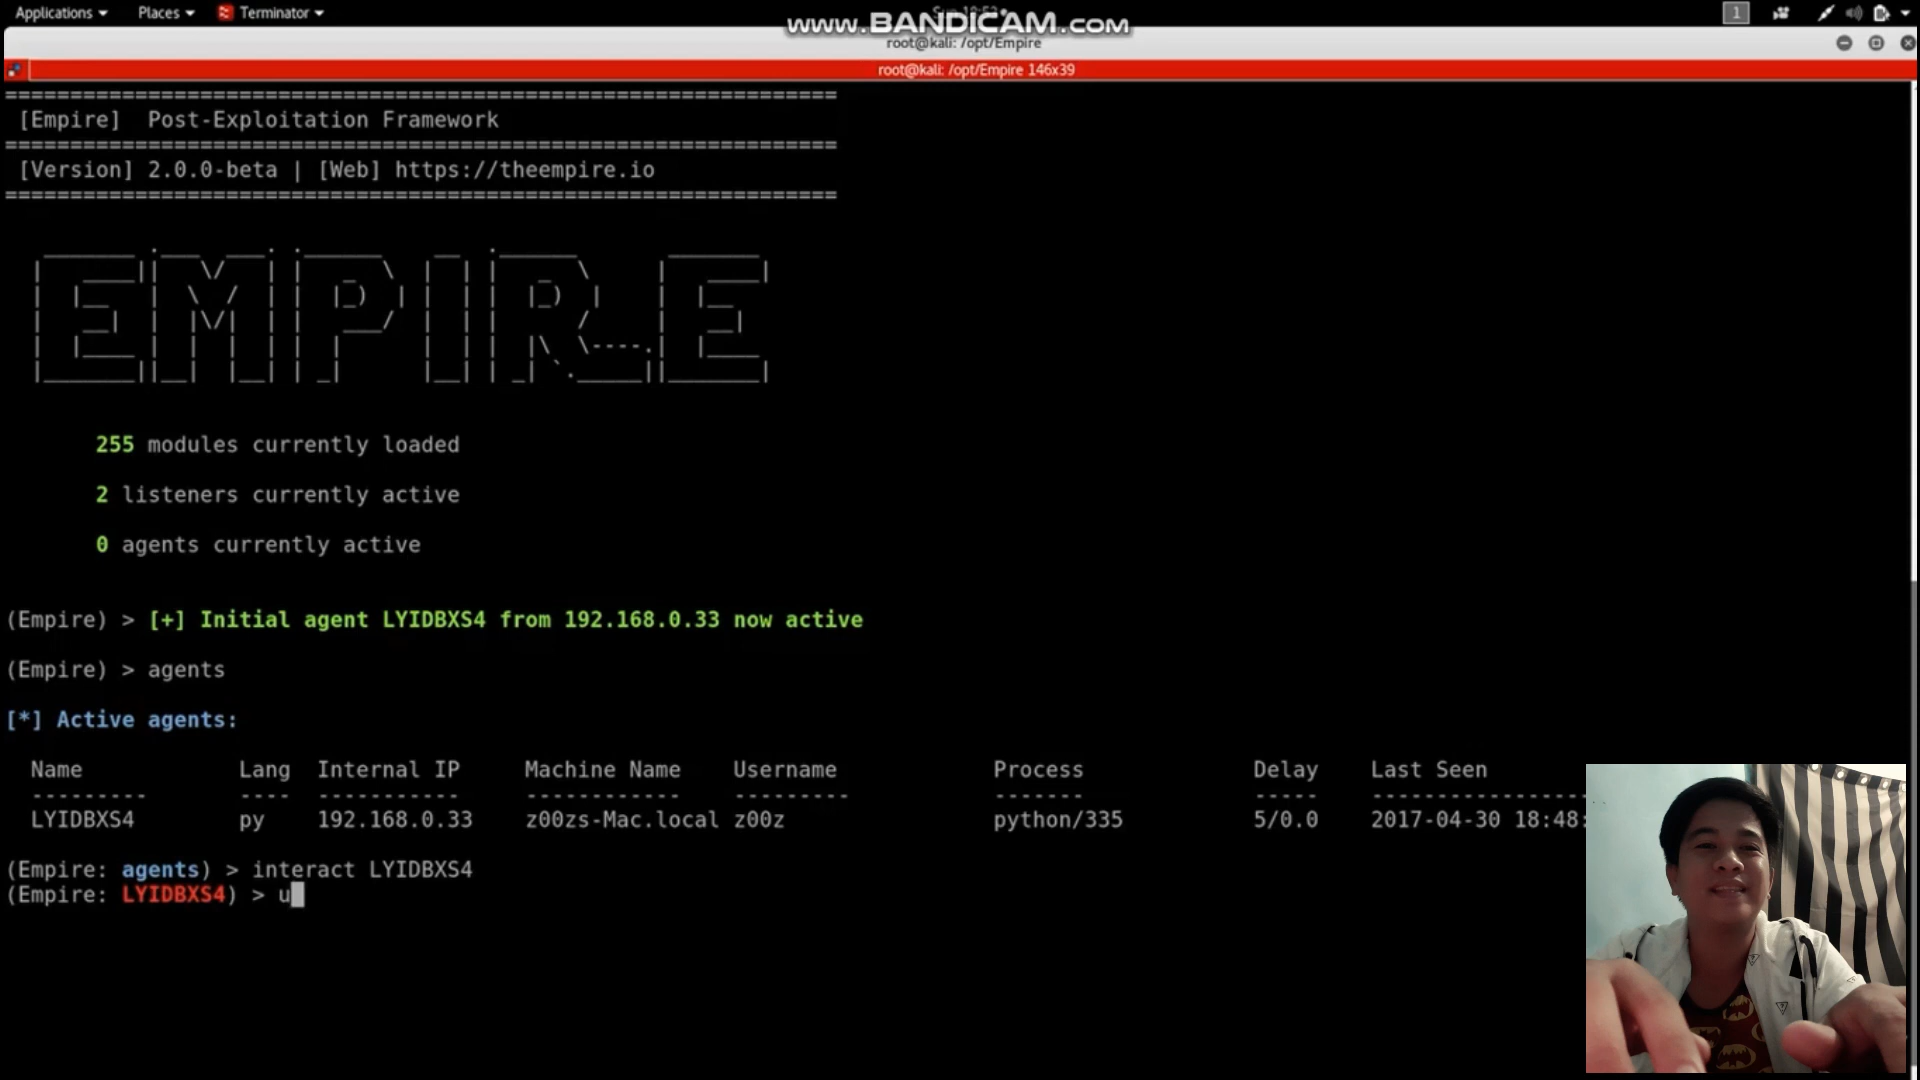 Applications Places Terminator 1
www.BANDICAM.com
root@kali: /opt/Empire
root@kali: /opt/Empire 146x39
[Empire] Post-Exploitation Framework
[Version] 2.0.0-beta | [Web] https://theempire.io
EMPIRE
255 modules currently loaded
2 listeners currently active
0 agents currently active
(Empire) > [+] Initial agent LYIDBXS4 from 192.168.0.33 now active
(Empire) > agents
[*] Active agents:
Name Lang Internal IP Machine Name Username Process Delay Last Seen
LYIDBXS4 py 192.168.0.33 z00zs-Mac.local z00z python/335 5/0.0 2017-04-30 18:48:
(Empire: agents) > interact LYIDBXS4
(Empire: LYIDBXS4) > u